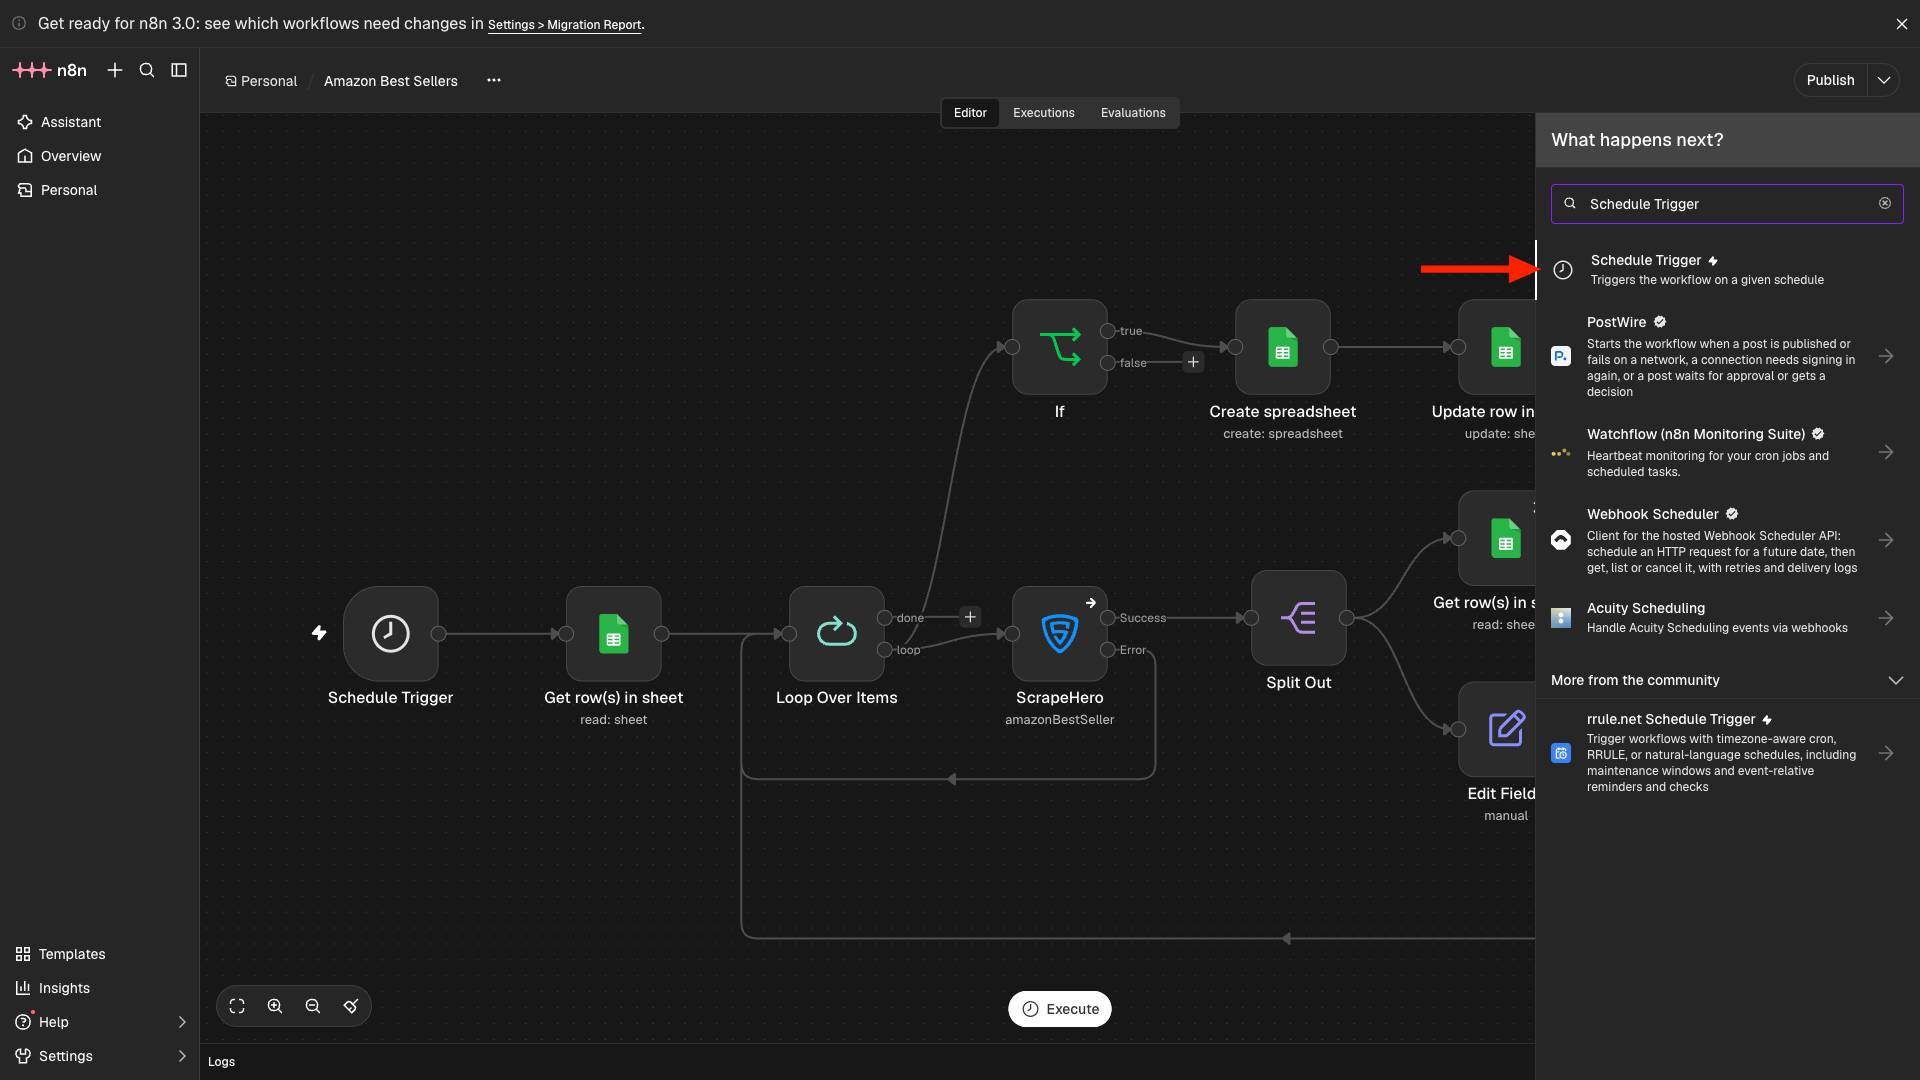 Get ready for n8n 3.0: see which workflows need changes in Settings > Migration Report.
n8n
Assistant
Overview
Personal
Templates
Insights
Help
Settings
Personal / Amazon Best Sellers
Publish
Editor
Executions
Evaluations
true
false
If
Create spreadsheet
create: spreadsheet
Update row in
update: she
Schedule Trigger
Get row(s) in sheet
read: sheet
done
loop
Loop Over Items
Success
Error
ScrapeHero
amazonBestSeller
Split Out
Get row(s) in s
read: shee
Edit Field
manual
Execute
Logs
What happens next?
Schedule Trigger
Schedule Trigger
Triggers the workflow on a given schedule
PostWire
Starts the workflow when a post is published or
fails on a network, a connection needs signing in
again, or a post waits for approval or gets a
decision
Watchflow (n8n Monitoring Suite)
Heartbeat monitoring for your cron jobs and
scheduled tasks.
Webhook Scheduler
Client for the hosted Webhook Scheduler API:
schedule an HTTP request for a future date, then
get, list or cancel it, with retries and delivery logs
Acuity Scheduling
Handle Acuity Scheduling events via webhooks
More from the community
rrule.net Schedule Trigger
Trigger workflows with timezone-aware cron,
RRULE, or natural-language schedules, including
maintenance windows and event-relative
reminders and checks